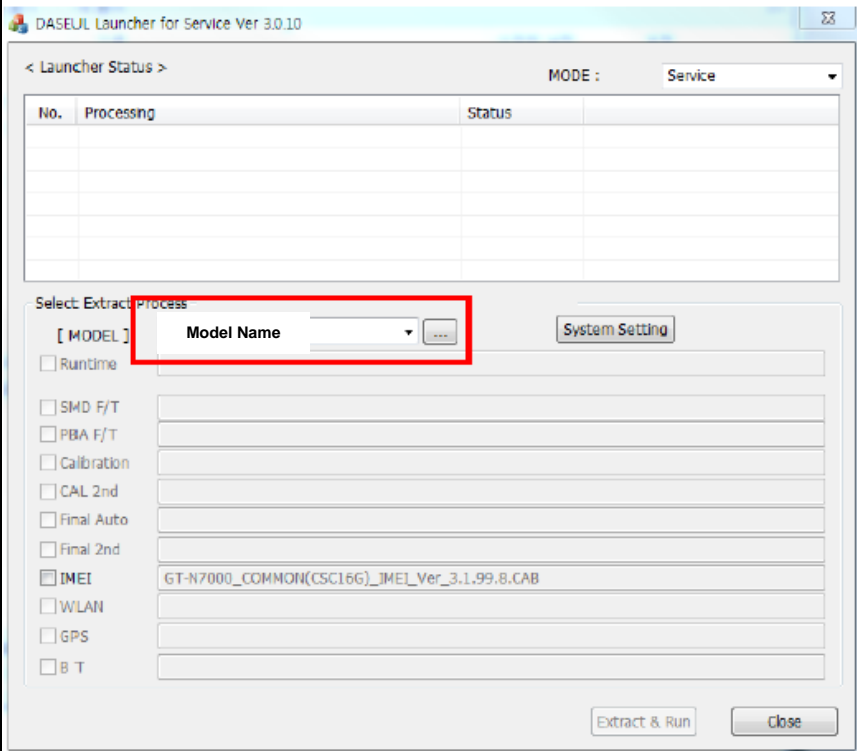 DASEUL Launcher for Service Ver 3.0.10
< Launcher Status >
MODE : Service
No. Processing Status
Select Extract Process
[ MODEL ] Model Name ... System Setting
Runtime
SMD F/T
PBA F/T
Calibration
CAL 2nd
Final Auto
Final 2nd
IMEI GT-N7000_COMMON(CSC16G)_IMEI_Ver_3.1.99.8.CAB
WLAN
GPS
B T
Extract & Run Close